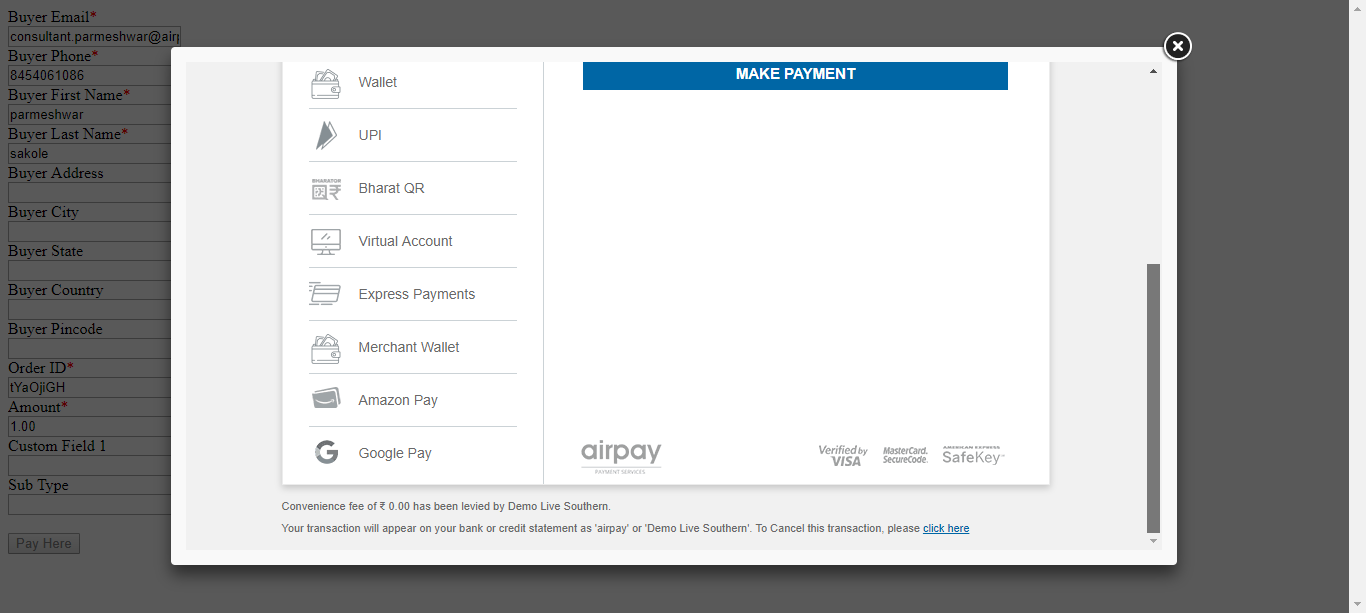 Buyer Email*
consultant.parmeshwar@airp
Buyer Phone*
8454061086
Buyer First Name*
parmeshwar
Buyer Last Name*
sakole
Buyer Address
Buyer City
Buyer State
Buyer Country
Buyer Pincode
Order ID*
tYaOjiGH
Amount*
1.00
Custom Field 1
Sub Type
Pay Here
Wallet
UPI
BHARATQR
Bharat QR
Virtual Account
Express Payments
Merchant Wallet
Amazon Pay
G
Google Pay
MAKE PAYMENT
airpay
PAYMENT SERVICES
Verified by
VISA
MasterCard.
SecureCode.
AMERICAN EXPRESS
SafeKey
Convenience fee of ₹ 0.00 has been levied by Demo Live Southern.
Your transaction will appear on your bank or credit statement as 'airpay' or 'Demo Live Southern'. To Cancel this transaction, please click here